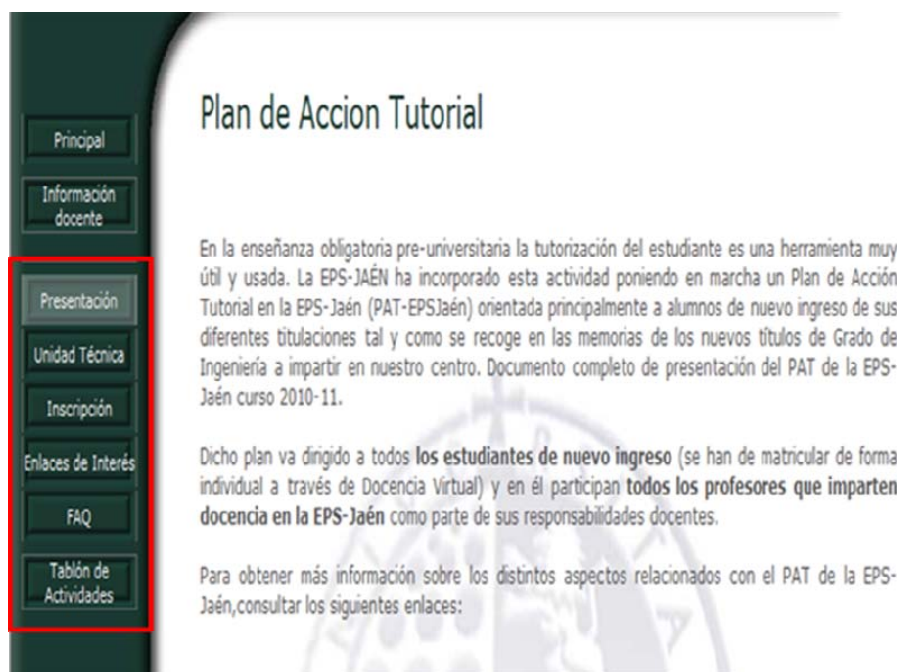 Plan de Accion Tutorial
Principal
Información
docente
Presentación
Unidad Técnica
Inscripción
Enlaces de Interés
FAQ
Tablón de
Actividades
En la enseñanza obligatoria pre-universitaria la tutorización del estudiante es una herramienta muy
útil y usada. La EPS-JAÉN ha incorporado esta actividad poniendo en marcha un Plan de Acción
Tutorial en la EPS-Jaén (PAT-EPSJaén) orientada principalmente a alumnos de nuevo ingreso de sus
diferentes titulaciones tal y como se recoge en las memorias de los nuevos títulos de Grado de
Ingeniería a impartir en nuestro centro. Documento completo de presentación del PAT de la EPS-
Jaén curso 2010-11.
Dicho plan va dirigido a todos los estudiantes de nuevo ingreso (se han de matricular de forma
individual a través de Docencia Virtual) y en él participan todos los profesores que imparten
docencia en la EPS-Jaén como parte de sus responsabilidades docentes.
Para obtener más información sobre los distintos aspectos relacionados con el PAT de la EPS-
Jaén,consultar los siguientes enlaces: